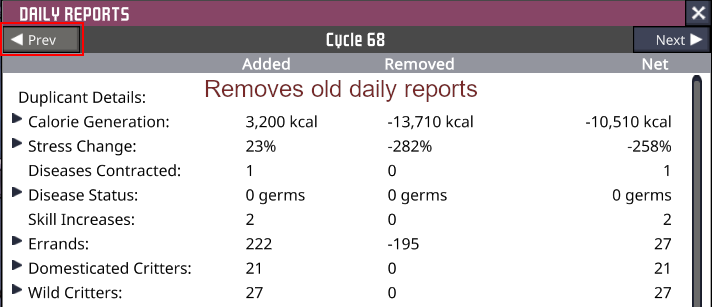 DAILY REPORTS
Prev Cycle 68 Next
Added Removed Net
Removes old daily reports
Duplicant Details:
Calorie Generation: 3,200 kcal -13,710 kcal -10,510 kcal
Stress Change: 23% -282% -258%
Diseases Contracted: 1 0 1
Disease Status: 0 germs 0 germs 0 germs
Skill Increases: 2 0 2
Errands: 222 -195 27
Domesticated Critters: 21 0 21
Wild Critters: 27 0 27